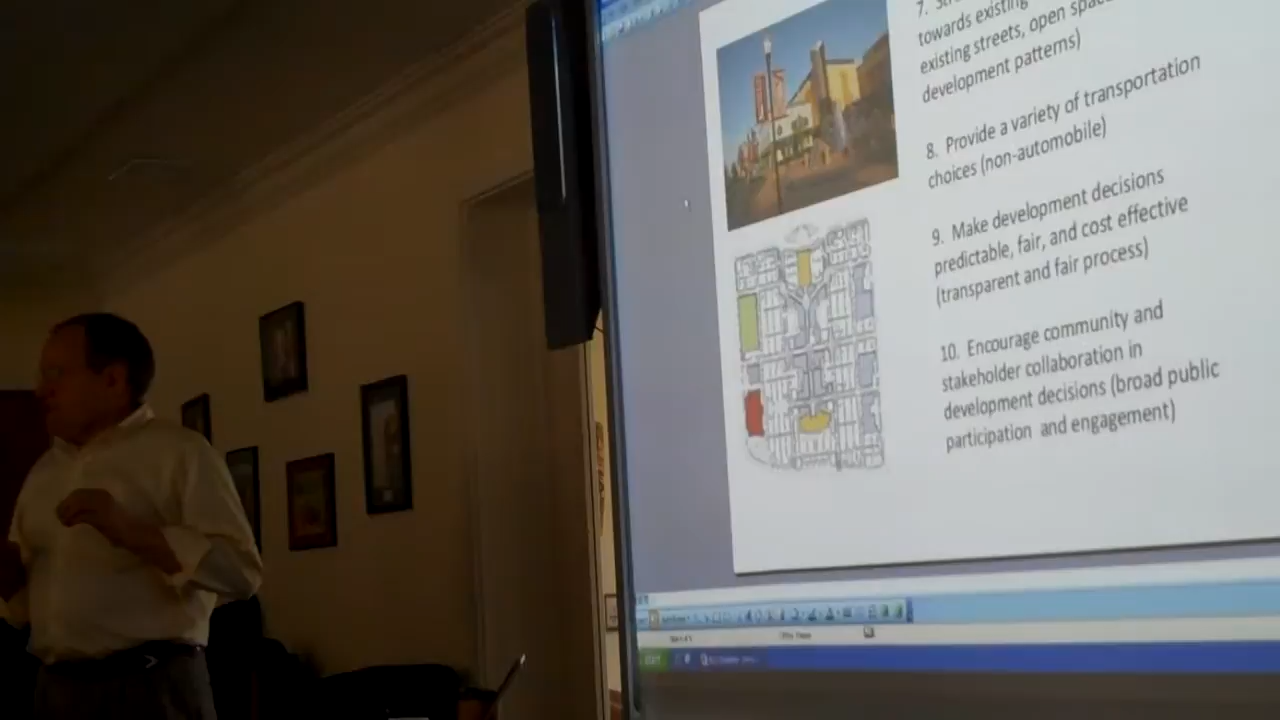 7.
towards existing
existing streets, open
development patterns)
8. Provide a variety of transportation
choices (non-automobile)
9. Make development decisions
predictable, fair, and cost effective
(transparent and fair process)
10. Encourage community and
stakeholder collaboration in
development decisions (broad public
participation and engagement)